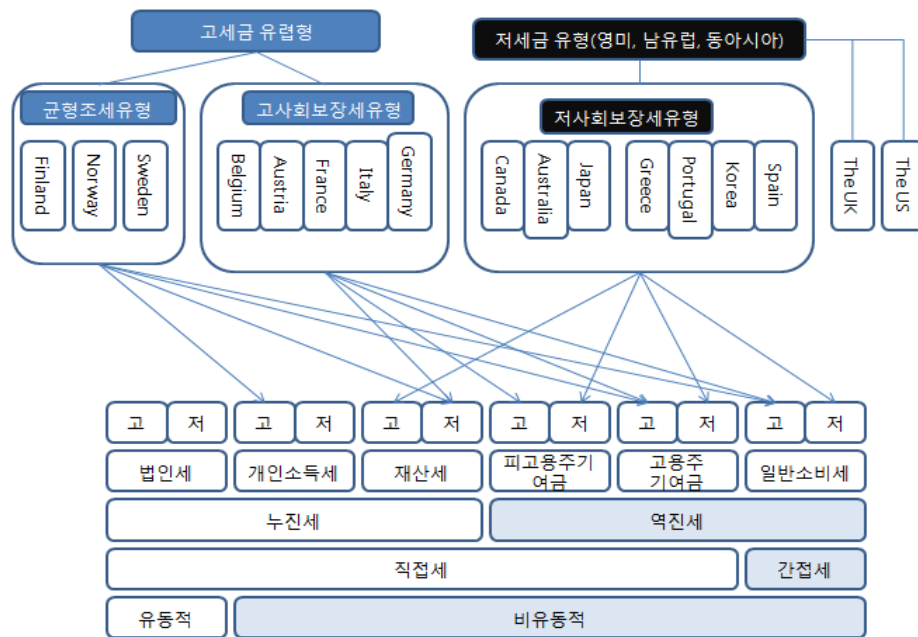 고세금 유렵형
저세금 유형(영미, 남유럽, 동아시아)
균형조세유형
고사회보장세유형
저사회보장세유형
Finland
Norway
Sweden
Belgium
Austria
France
Italy
Germany
Canada
Australia
Japan
Greece
Portugal
Korea
Spain
The UK
The US
고 저 고 저 고 저 고 저 고 저 고 저
법인세
개인소득세
재산세
피고용주기
여금
고용주
기여금
일반소비세
누진세
역진세
직접세
간접세
유동적
비유동적